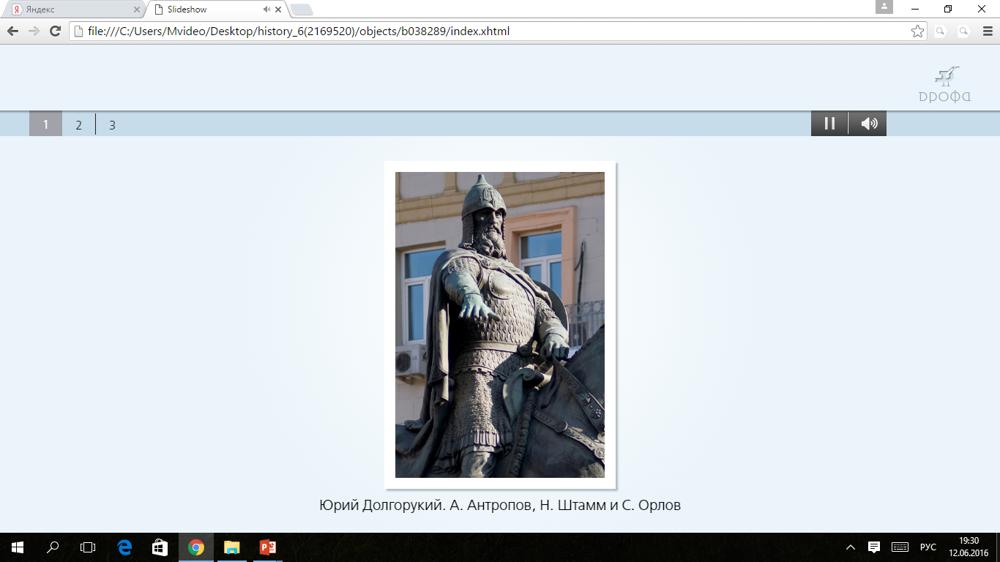 Яндекс
Slideshow
file:///C:/Users/Mvideo/Desktop/history_6(2169520)/objects/b038289/index.xhtml
дрофа
1 2 3
Юрий Долгорукий. А. Антропов, Н. Штамм и С. Орлов
РУС
19:30
12.06.2016